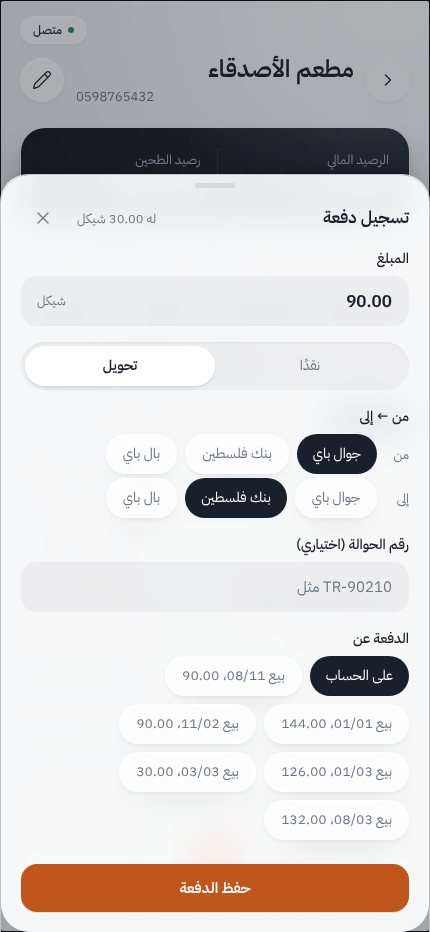 متصل
مطعم الأصدقاء
0598765432
الرصيد المالي
رصيد الطحين
تسجيل دفعة
له 30.00 شيكل
المبلغ
90.00
شيكل
نقدًا
تحويل
من ← إلى
من
جوال باي
بنك فلسطين
بال باي
إلى
جوال باي
بنك فلسطين
بال باي
رقم الحوالة (اختياري)
TR-90210 مثل
الدفعة عن
على الحساب
بيع 08/11، 90.00
بيع 01/01، 144.00
بيع 11/02، 90.00
بيع 01/03، 126.00
بيع 03/03، 30.00
بيع 08/03، 132.00
حفظ الدفعة